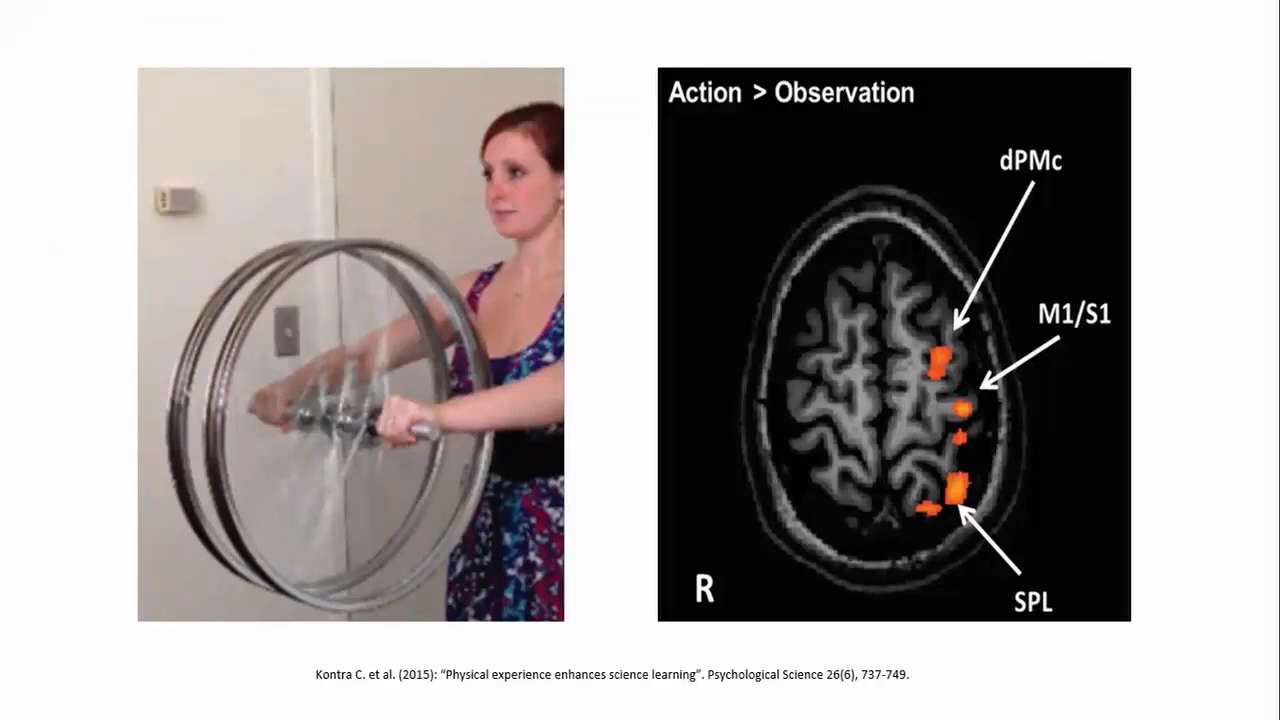 Action > Observation
dPMc
M1/S1
R
SPL
Kontra C. et al. (2015): “Physical experience enhances science learning”. Psychological Science 26(6), 737-749.